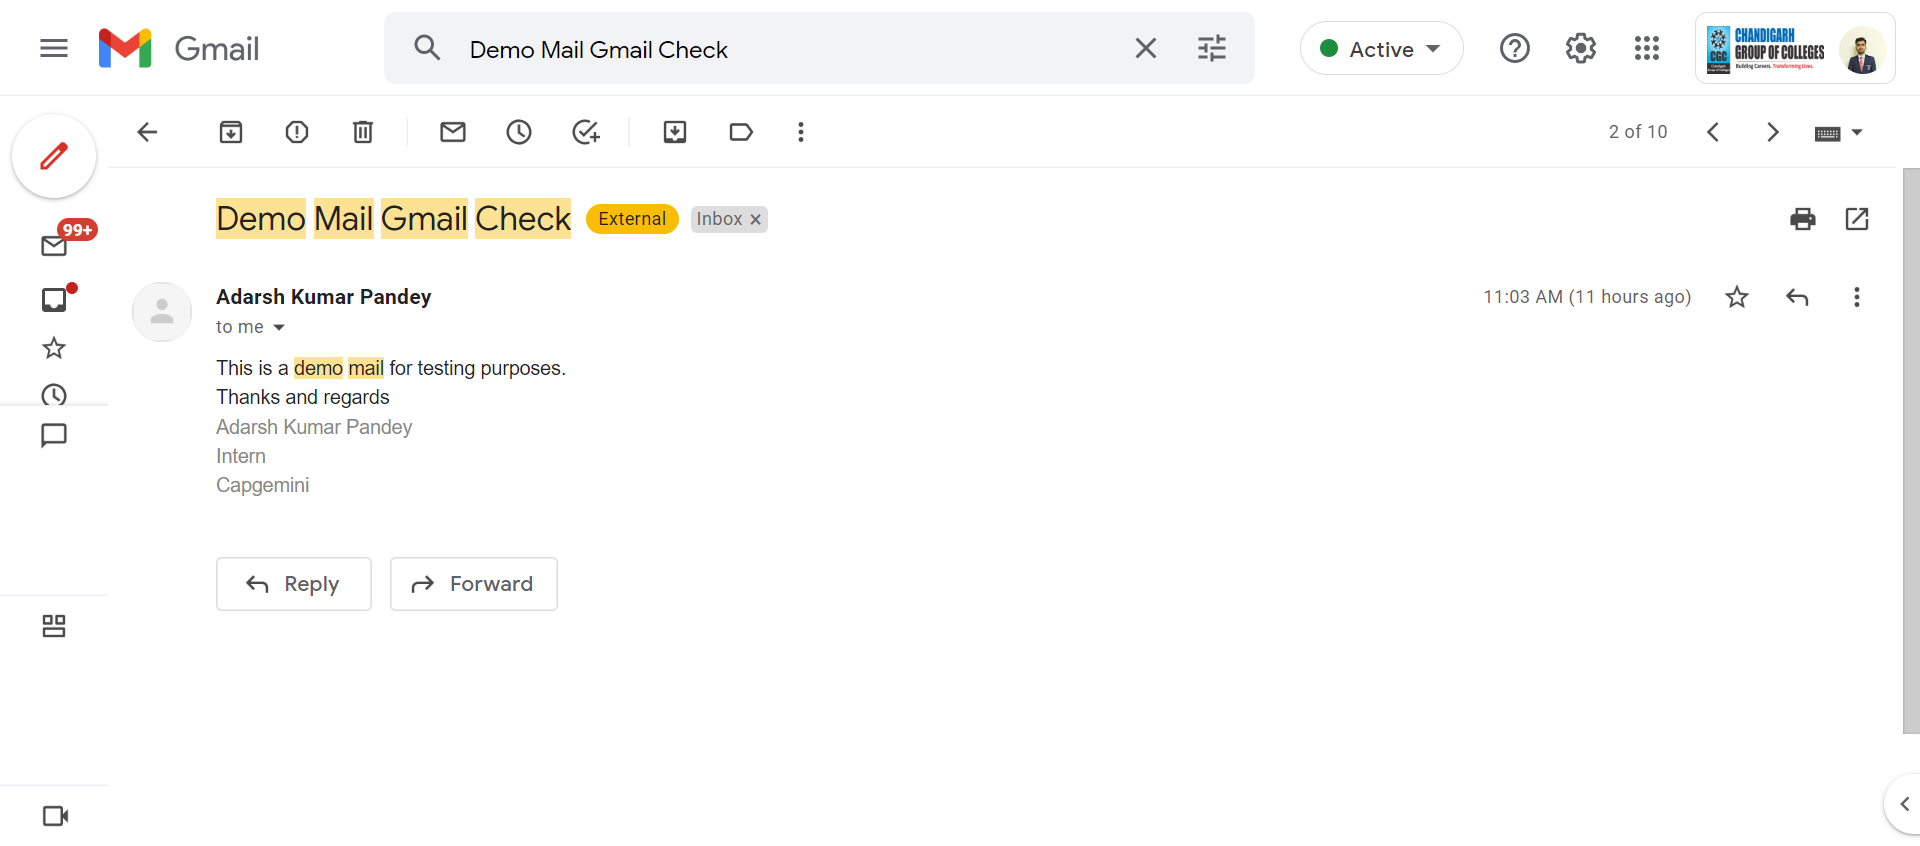 Gmail
Demo Mail Gmail Check
Active
CGC
CHANDIGARH
GROUP OF COLLEGES
Building Careers. Transforming Lives.
2 of 10
99+
Demo Mail Gmail Check External Inbox
Adarsh Kumar Pandey
11:03 AM (11 hours ago)
to me
This is a demo mail for testing purposes.
Thanks and regards
Adarsh Kumar Pandey
Intern
Capgemini
Reply
Forward